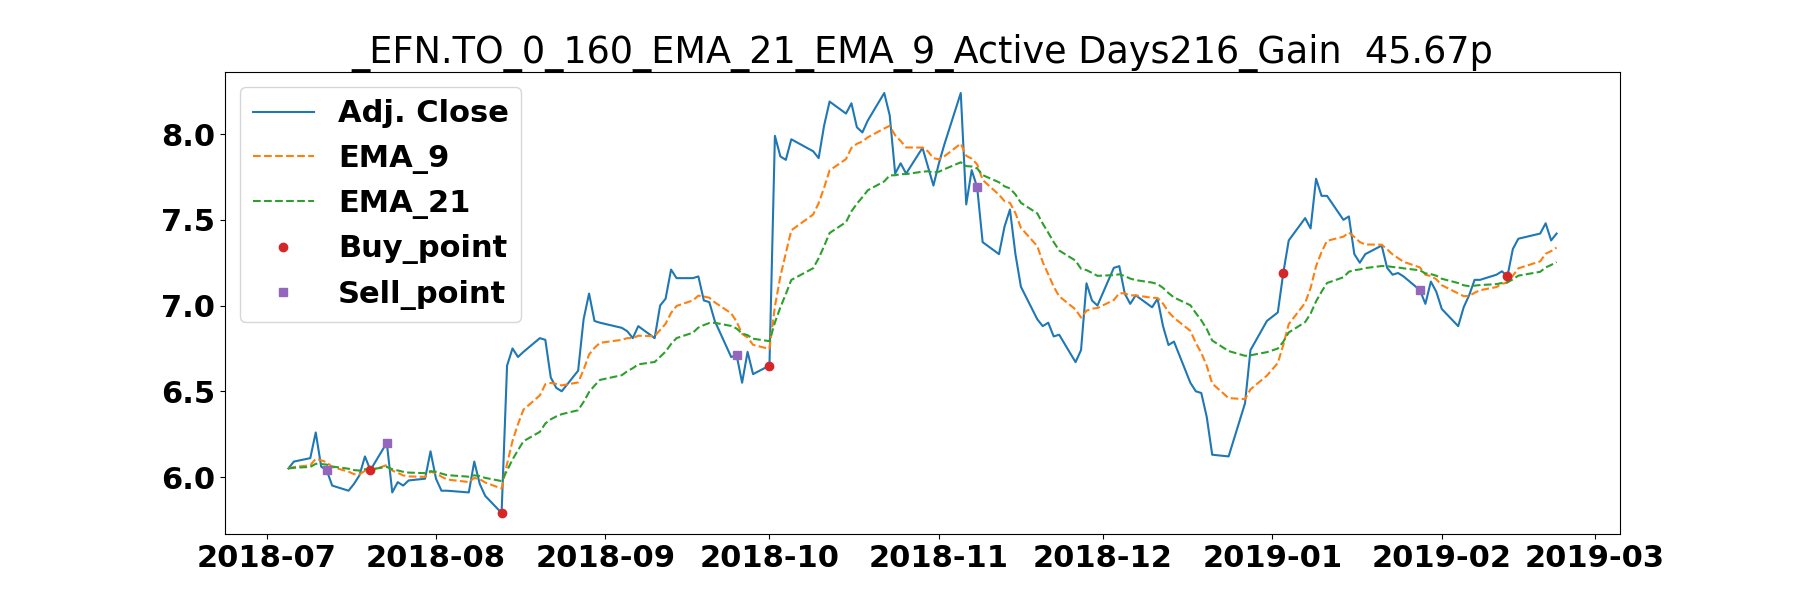 _EFN.TO_0_160_EMA_21_EMA_9_Active Days216_Gain  45.67p
Adj. Close
EMA_9
EMA_21
Buy_point
Sell_point
8.0
7.5
7.0
6.5
6.0
2018-07 2018-08 2018-09 2018-10 2018-11 2018-12 2019-01 2019-02 2019-03